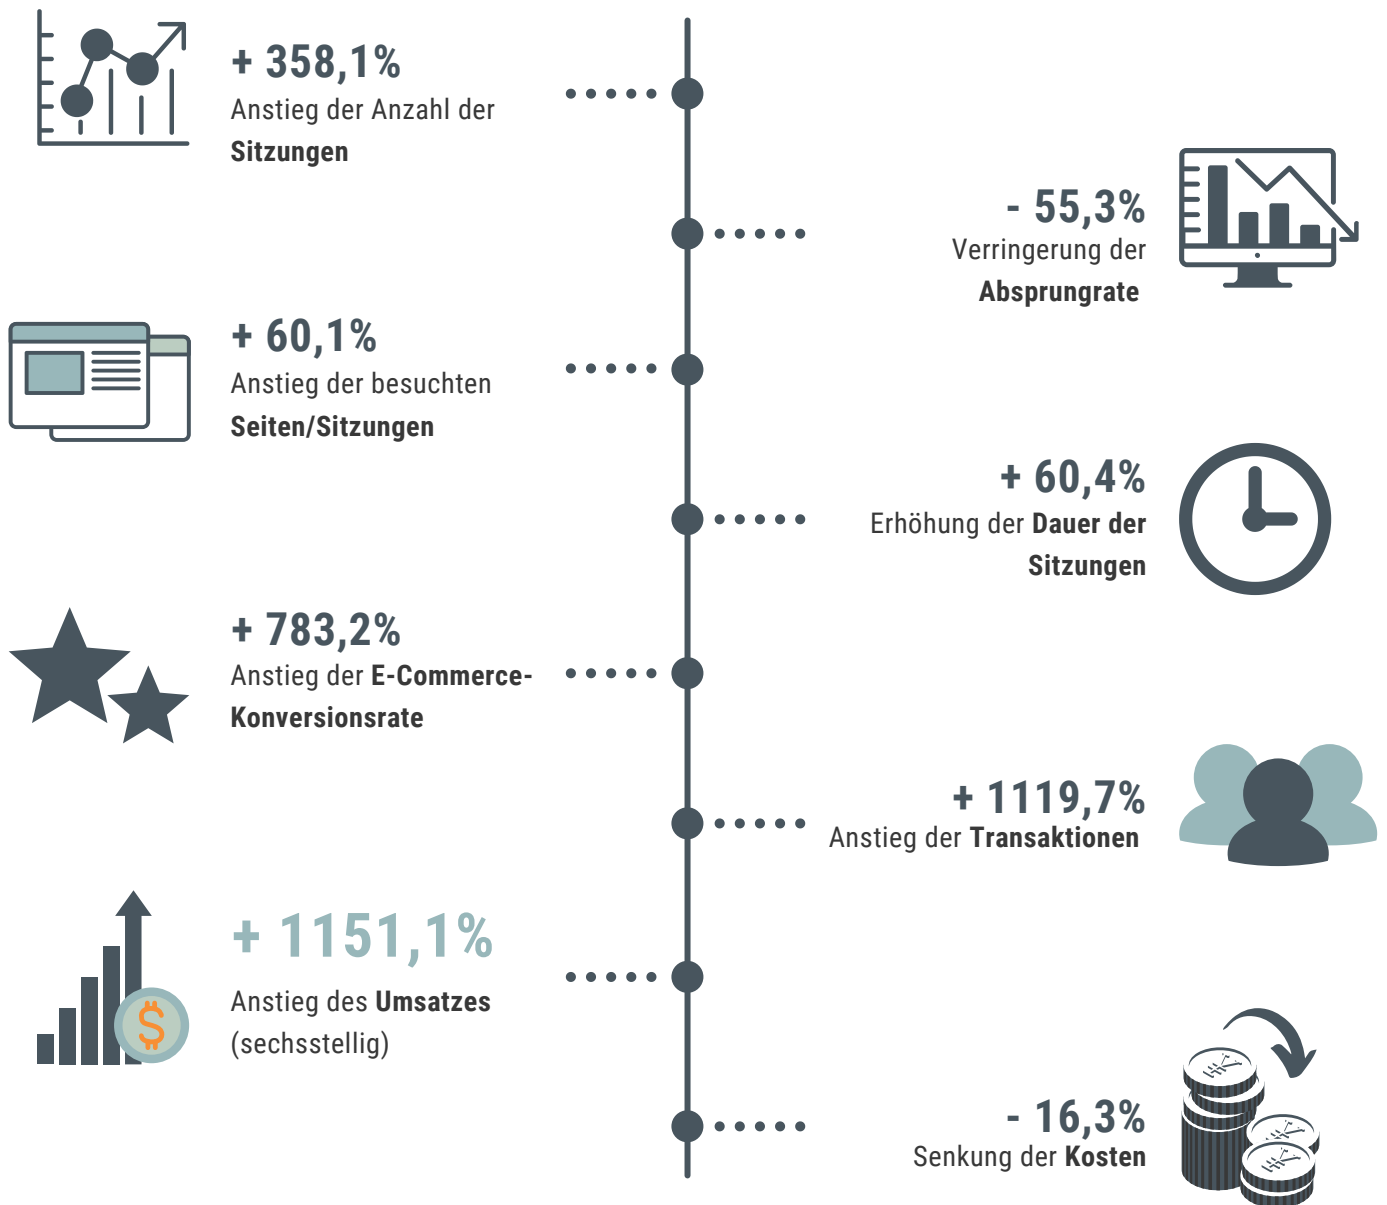 + 358,1%
Anstieg der Anzahl der
Sitzungen
- 55,3%
Verringerung der
Absprungrate
+ 60,1%
Anstieg der besuchten
Seiten/Sitzungen
+ 60,4%
Erhöhung der Dauer der
Sitzungen
+ 783,2%
Anstieg der E-Commerce-
Konversionsrate
+ 1119,7%
Anstieg der Transaktionen
+ 1151,1%
Anstieg des Umsatzes
(sechsstellig)
$
- 16,3%
Senkung der Kosten